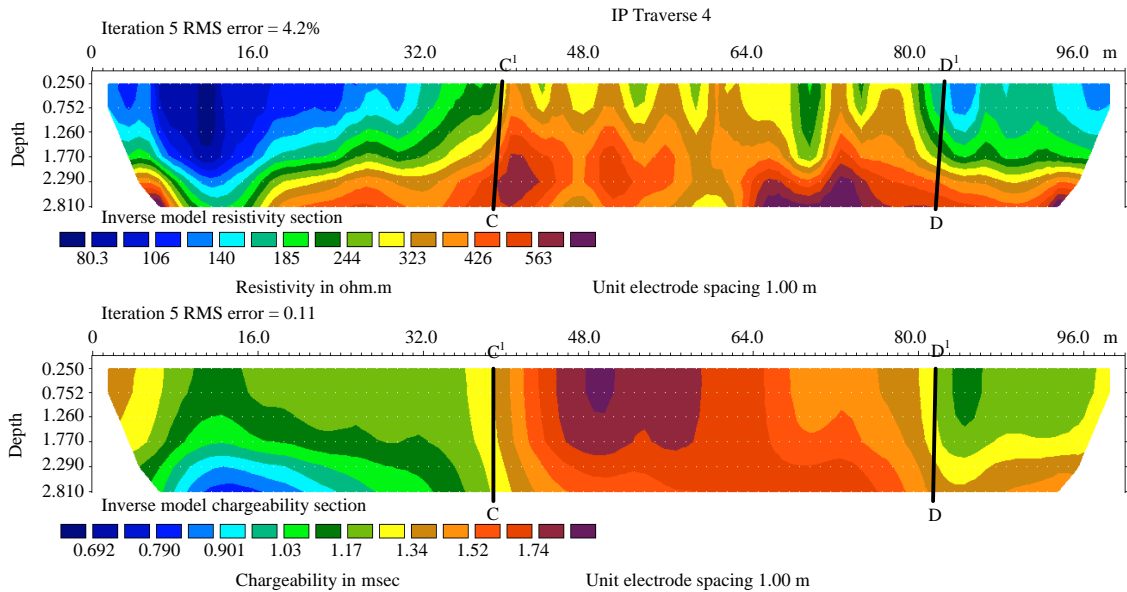 IP Traverse 4
Iteration 5 RMS error = 4.2%
0 16.0 32.0 48.0 64.0 80.0 96.0 m
C¹ D¹
Depth
0.250
0.752
1.260
1.770
2.290
2.810
C D
Inverse model resistivity section
80.3 106 140 185 244 323 426 563
Resistivity in ohm.m Unit electrode spacing 1.00 m
Iteration 5 RMS error = 0.11
0 16.0 32.0 48.0 64.0 80.0 96.0 m
C¹ D¹
Depth
0.250
0.752
1.260
1.770
2.290
2.810
C D
Inverse model chargeability section
0.692 0.790 0.901 1.03 1.17 1.34 1.52 1.74
Chargeability in msec Unit electrode spacing 1.00 m